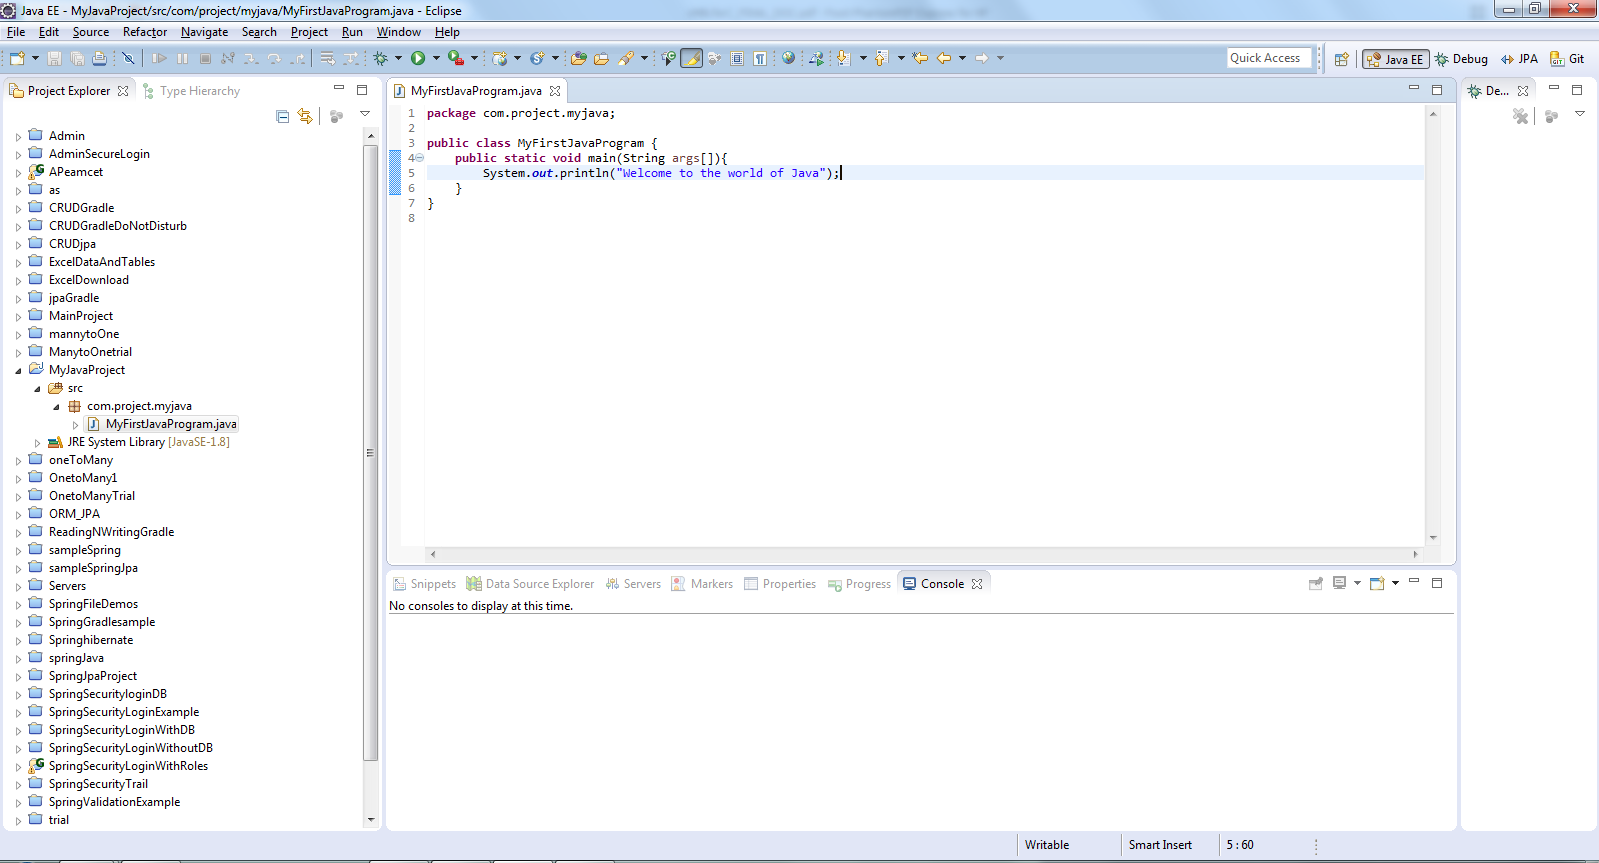 Java EE - MyJavaProject/src/com/project/myjava/MyFirstJavaProgram.java - Eclipse
File Edit Source Refactor Navigate Search Project Run Window Help
Quick Access
Java EE Debug JPA Git
Project Explorer Type Hierarchy
Admin
AdminSecureLogin
APeamcet
as
CRUDGradle
CRUDGradleDoNotDisturb
CRUDjpa
ExcelDataAndTables
ExcelDownload
jpaGradle
MainProject
mannytoOne
ManytoOnetrial
MyJavaProject
src
com.project.myjava
MyFirstJavaProgram.java
JRE System Library [JavaSE-1.8]
oneToMany
OnetoMany1
OnetoManyTrial
ORM_JPA
ReadingNWritingGradle
sampleSpring
sampleSpringJpa
Servers
SpringFileDemos
SpringGradlesample
Springhibernate
springJava
SpringJpaProject
SpringSecurityloginDB
SpringSecurityLoginExample
SpringSecurityLoginWithDB
SpringSecurityLoginWithoutDB
SpringSecurityLoginWithRoles
SpringSecurityTrail
SpringValidationExample
trial
MyFirstJavaProgram.java
1 package com.project.myjava;
2
3 public class MyFirstJavaProgram {
4 public static void main(String args[]){
5 System.out.println("Welcome to the world of Java");
6 }
7 }
8
De...
Snippets Data Source Explorer Servers Markers Properties Progress Console
No consoles to display at this time.
Writable Smart Insert 5 : 60